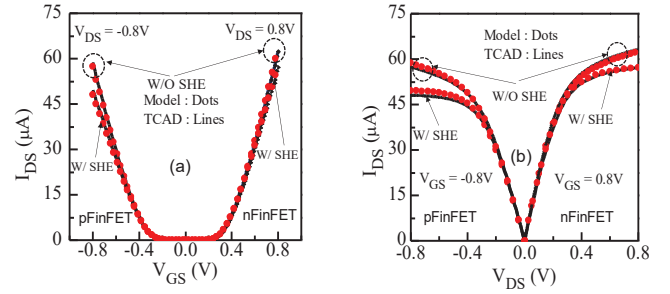 75
60
45
30
15
0
I_DS (μA)
V_DS = -0.8V
V_DS = 0.8V
W/O SHE
Model : Dots
TCAD : Lines
W/ SHE
W/ SHE
(a)
pFinFET
nFinFET
-0.8 -0.4 0.0 0.4 0.8
V_GS (V)
75
60
45
30
15
0
I_DS (μA)
Model : Dots
TCAD : Lines
W/O SHE
W/ SHE
W/ SHE
(b)
V_GS = -0.8V
V_GS = 0.8V
pFinFET
nFinFET
-0.8 -0.4 0.0 0.4 0.8
V_DS (V)